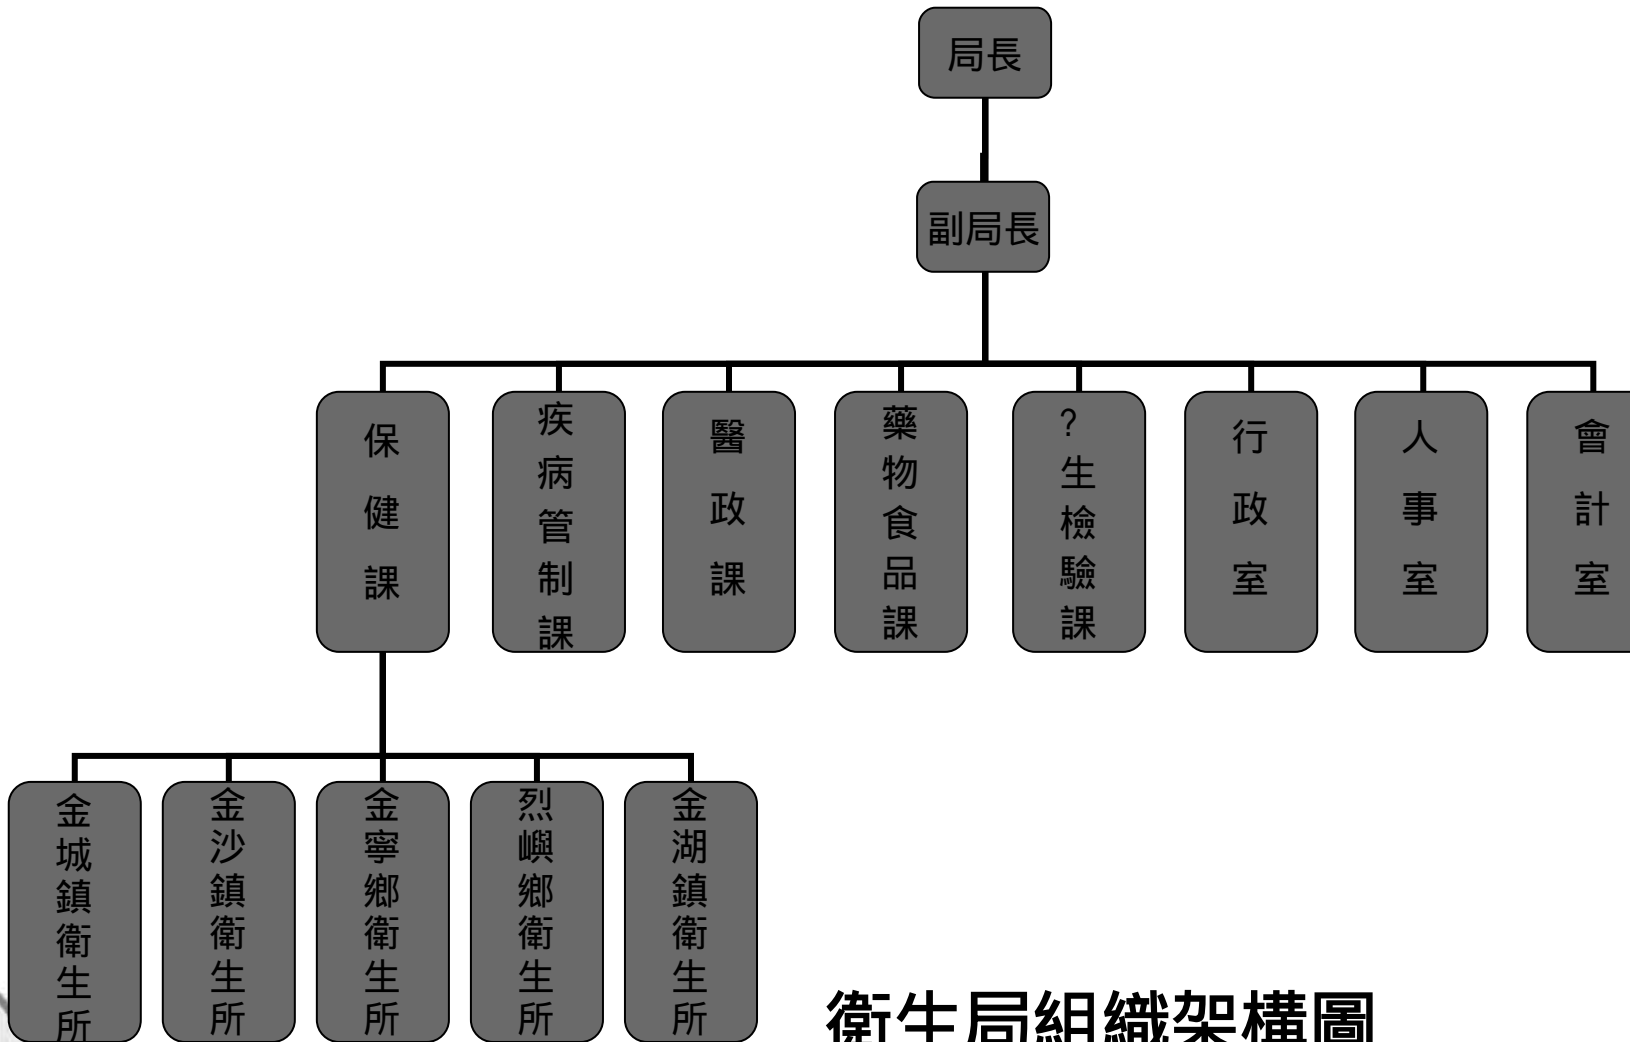 局長
副局長
保健課
疾病管制課
醫政課
藥物食品課
?生檢驗課
行政室
人事室
會計室
金城鎮衛生所
金沙鎮衛生所
金寧鄉衛生所
烈嶼鄉衛生所
金湖鎮衛生所
衛生局組織架構圖